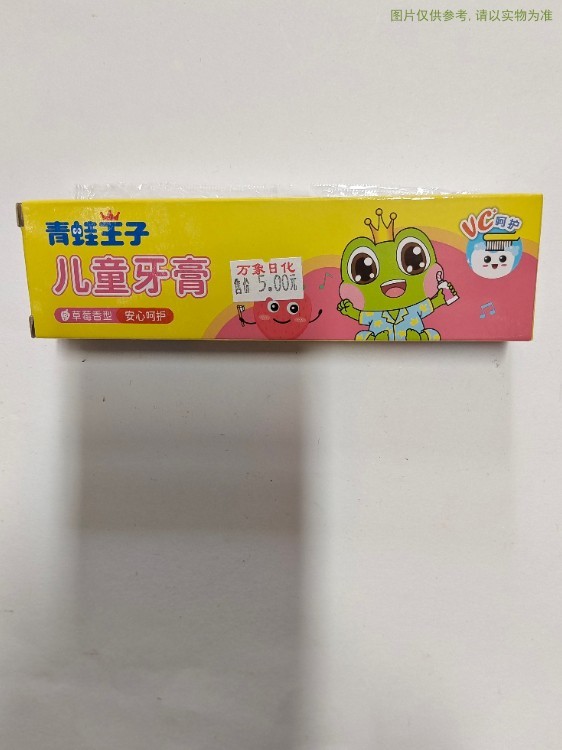 图片仅供参考,请以实物为准
青蛙王子
儿童牙膏
草莓香型 安心呵护
万象日化
售价 5.00元
VC呵护